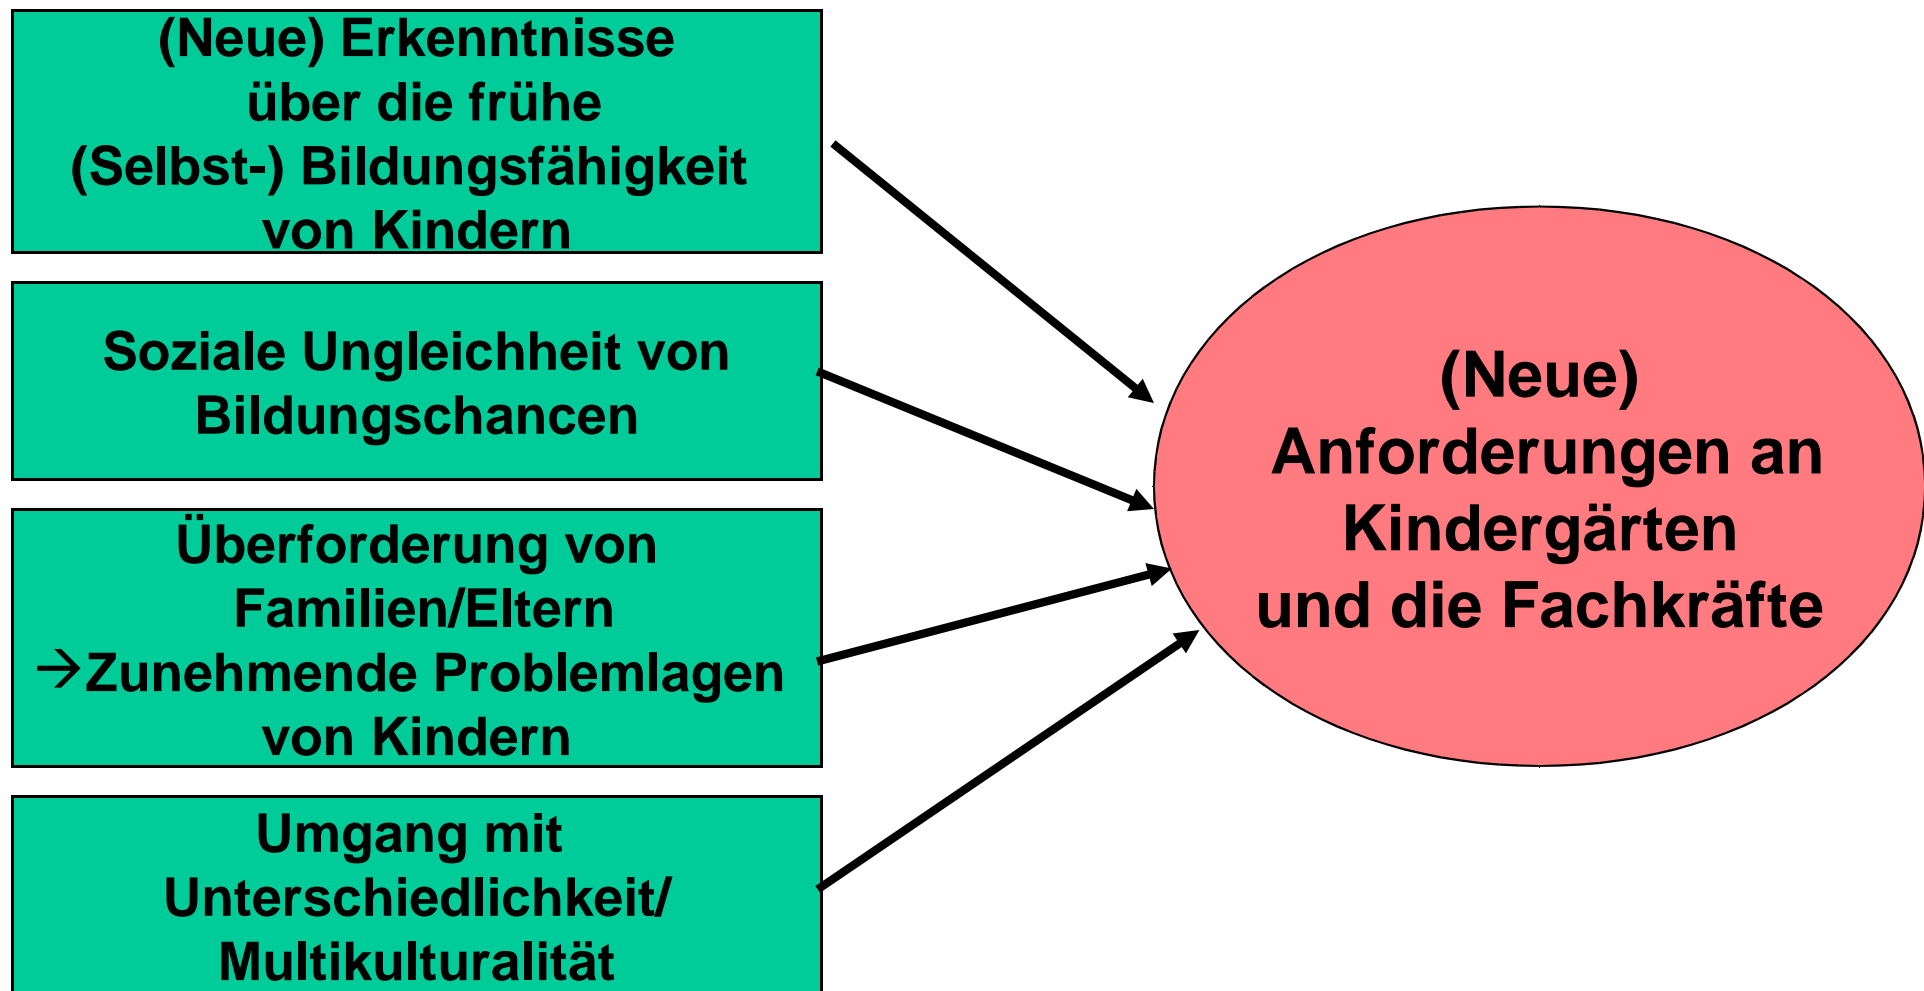 (Neue) Erkenntnisse
über die frühe
(Selbst-) Bildungsfähigkeit
von Kindern
Soziale Ungleichheit von
Bildungschancen
Überforderung von
Familien/Eltern
→Zunehmende Problemlagen
von Kindern
Umgang mit
Unterschiedlichkeit/
Multikulturalität
(Neue)
Anforderungen an
Kindergärten
und die Fachkräfte